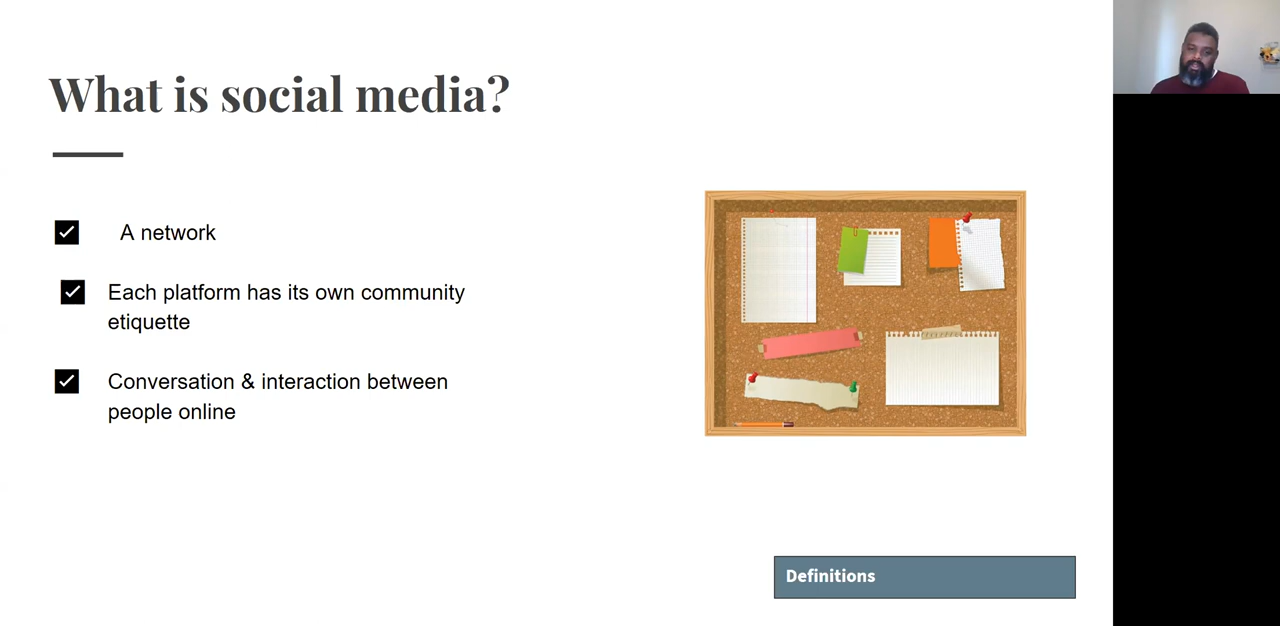 What is social media?
A network
Each platform has its own community
etiquette
Conversation & interaction between
people online
Definitions